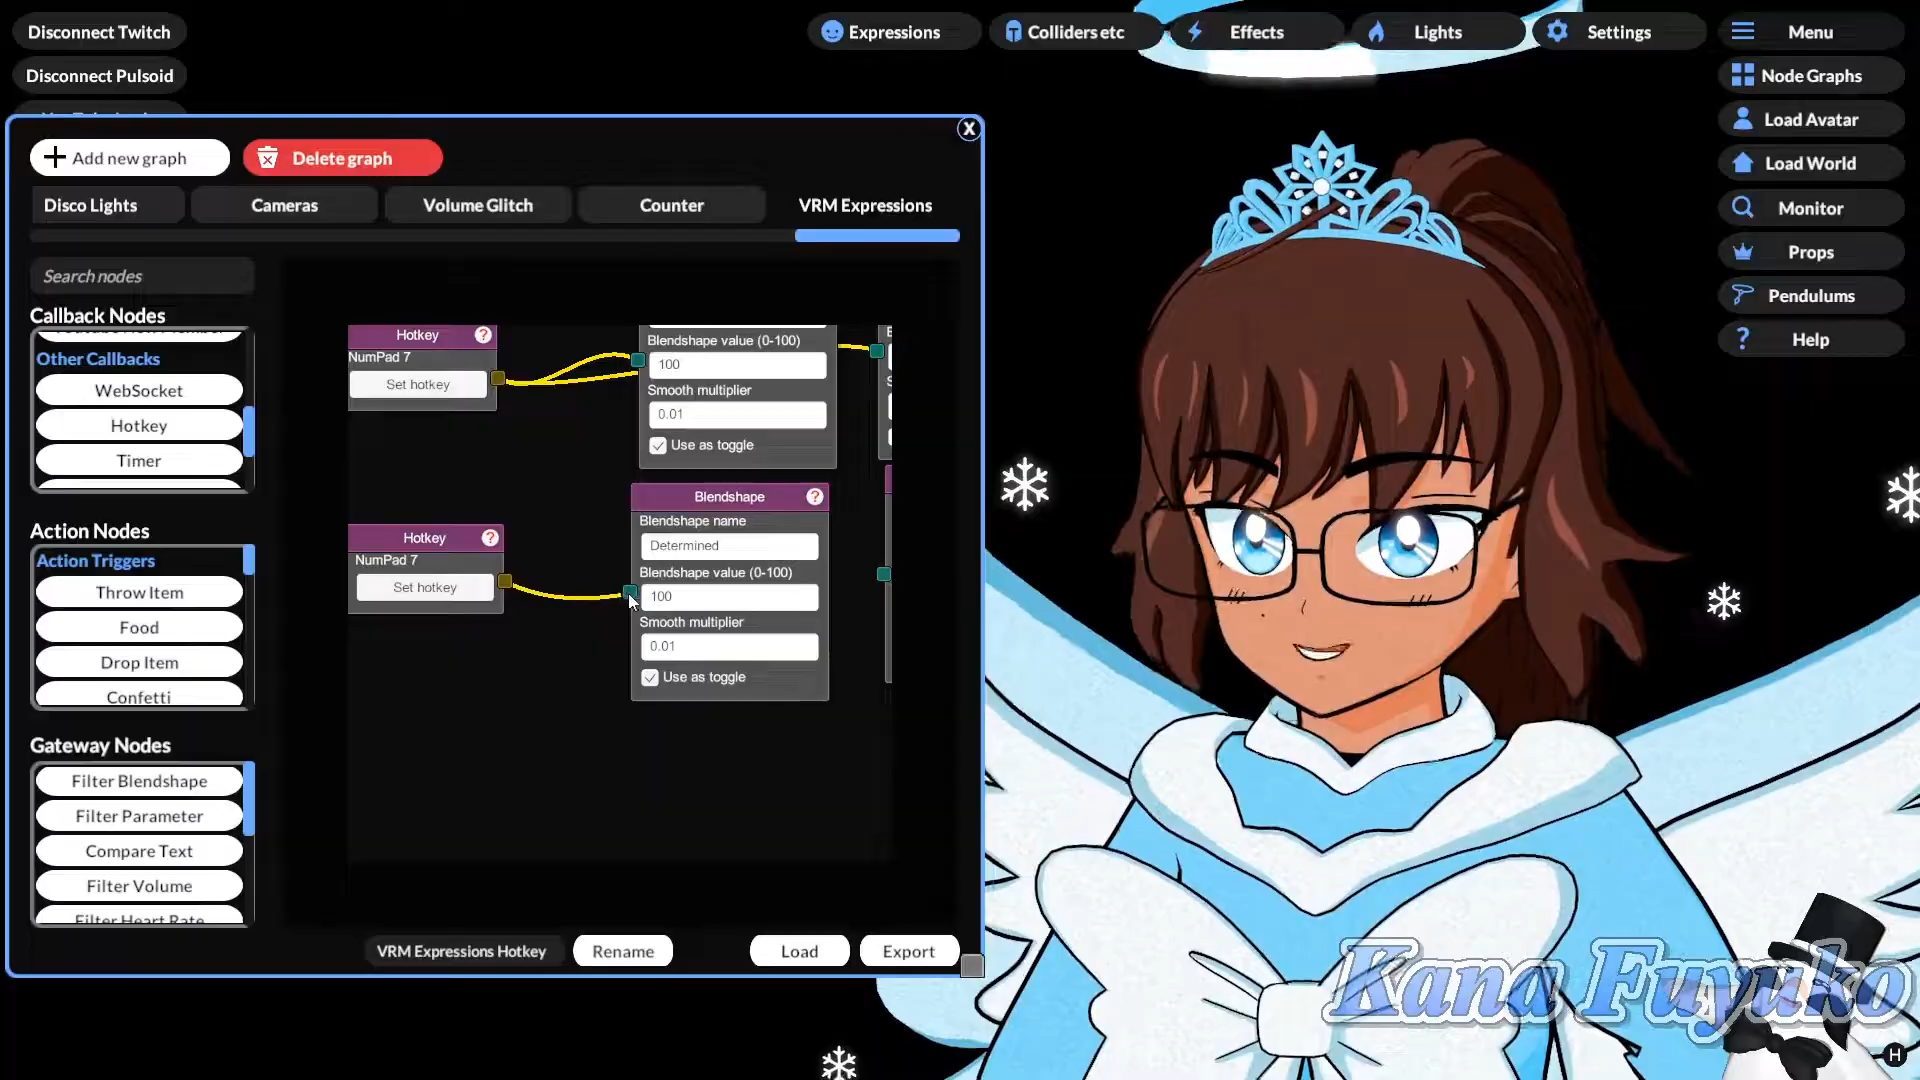 Disconnect Twitch
Expressions
Colliders etc
Effects
Lights
Settings
Menu
Disconnect Pulsoid
Node Graphs
Load Avatar
Load World
Monitor
Props
Pendulums
Help
X
Add new graph
Delete graph
Disco Lights
Cameras
Volume Glitch
Counter
VRM Expressions
Search nodes
Callback Nodes
Other Callbacks
WebSocket
Hotkey
Timer
Action Nodes
Action Triggers
Throw Item
Food
Drop Item
Confetti
Gateway Nodes
Filter Blendshape
Filter Parameter
Compare Text
Filter Volume
Filter Heart Rate
Hotkey ?
NumPad 7
Set hotkey
Blendshape value (0-100)
100
Smooth multiplier
0.01
Use as toggle
Hotkey ?
NumPad 7
Set hotkey
Blendshape ?
Blendshape name
Determined
Blendshape value (0-100)
100
Smooth multiplier
0.01
Use as toggle
VRM Expressions Hotkey
Rename
Load
Export
Kana Fuyuko
H